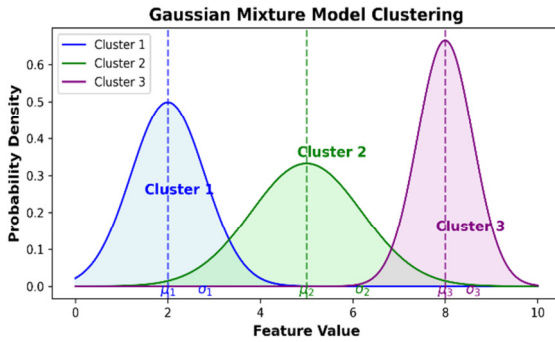 Gaussian Mixture Model Clustering
Cluster 1
Cluster 2
Cluster 3
Probability Density
0.6
0.5
0.4
0.3
0.2
0.1
0.0
Cluster 1
Cluster 2
Cluster 3
μ1 σ1 μ2 σ2 μ3 σ3
0 2 4 6 8 10
Feature Value